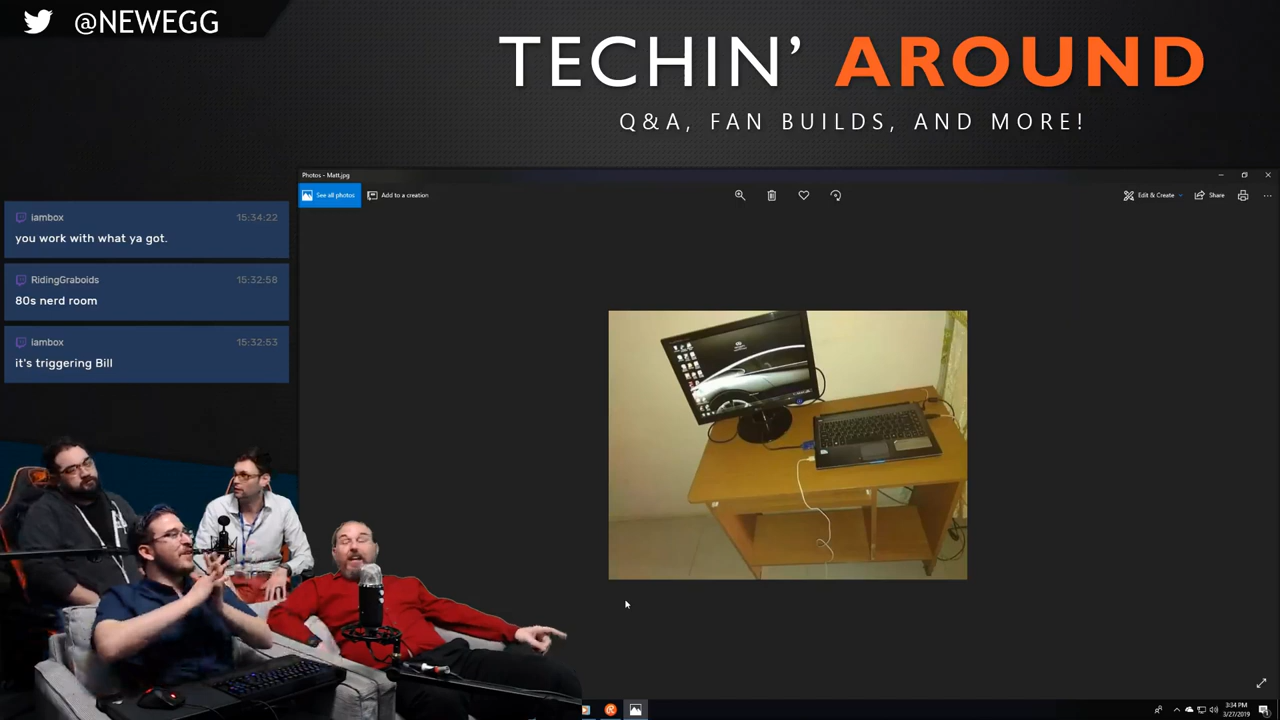 @NEWEGG
TECHIN' AROUND
Q&A, FAN BUILDS, AND MORE!
Photos - Matt.jpg
See all photos
Add to a creation
Edit & Create
Share
iambox
15:34:22
you work with what ya got.
RidingGraboids
15:32:58
80s nerd room
iambox
15:32:53
it's triggering Bill
3:34 PM
3/27/2019